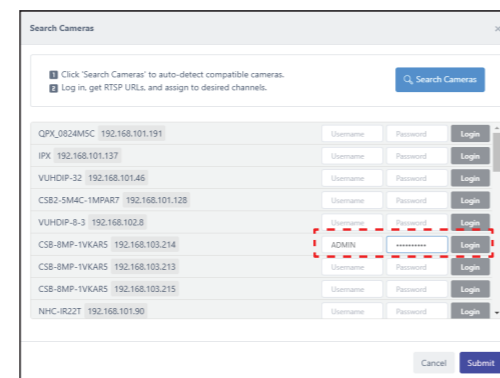 Search Cameras ×
1 Click 'Search Cameras' to auto-detect compatible cameras.
2 Log in, get RTSP URLs, and assign to desired channels.
Search Cameras
QPX_0824M5C 192.168.101.191 Username Password Login
IPX 192.168.101.137 Username Password Login
VUHDIP-32 192.168.101.46 Username Password Login
CSB2-5M4C-1MPAR7 192.168.101.128 Username Password Login
VUHDIP-8-3 192.168.102.8 Username Password Login
CSB-8MP-1VKAR5 192.168.103.214 ADMIN •••••••••• Login
CSB-8MP-1VKAR5 192.168.103.213 Username Password Login
CSB-8MP-1VKAR5 192.168.103.215 Username Password Login
NHC-IR22T 192.168.101.90 Username Password Login
Cancel Submit